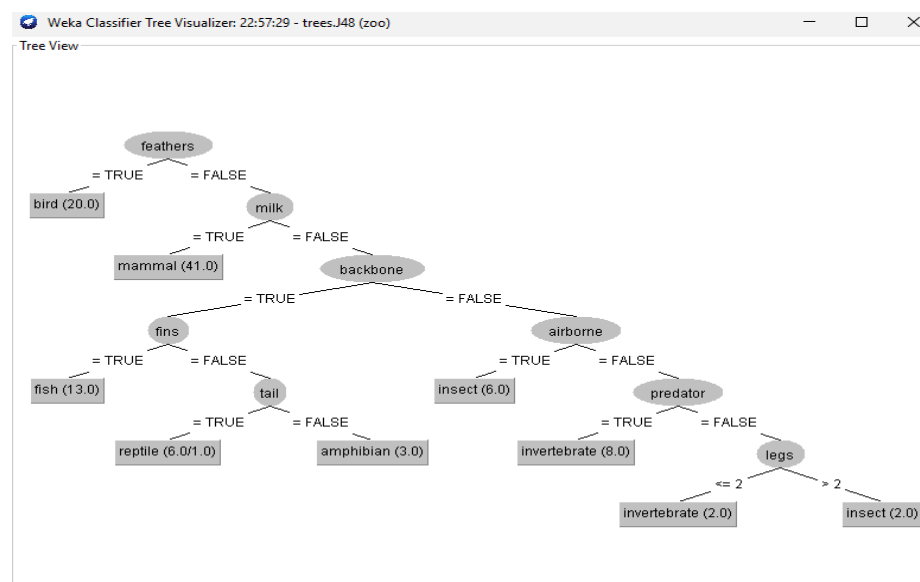 Weka Classifier Tree Visualizer: 22:57:29 - trees.J48 (zoo)
Tree View
feathers
= TRUE = FALSE
bird (20.0)
milk
= TRUE = FALSE
mammal (41.0)
backbone
= TRUE = FALSE
fins airborne
= TRUE = FALSE = TRUE = FALSE
fish (13.0) tail insect (6.0) predator
= TRUE = FALSE = TRUE = FALSE
reptile (6.0/1.0) amphibian (3.0) invertebrate (8.0) legs
<= 2 > 2
invertebrate (2.0) insect (2.0)